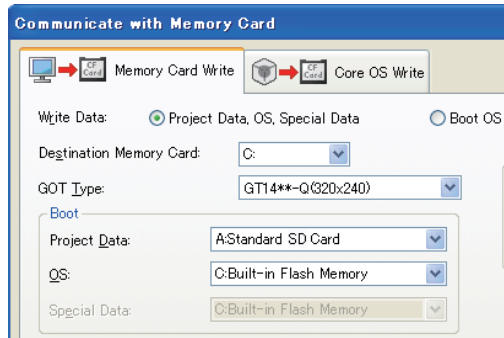 Communicate with Memory Card
CF Card Memory Card Write CF Card Core OS Write
Write Data: Project Data, OS, Special Data Boot OS
Destination Memory Card: C:
GOT Type: GT14**-Q(320x240)
Boot
Project Data: A:Standard SD Card
OS: C:Built-in Flash Memory
Special Data: C:Built-in Flash Memory